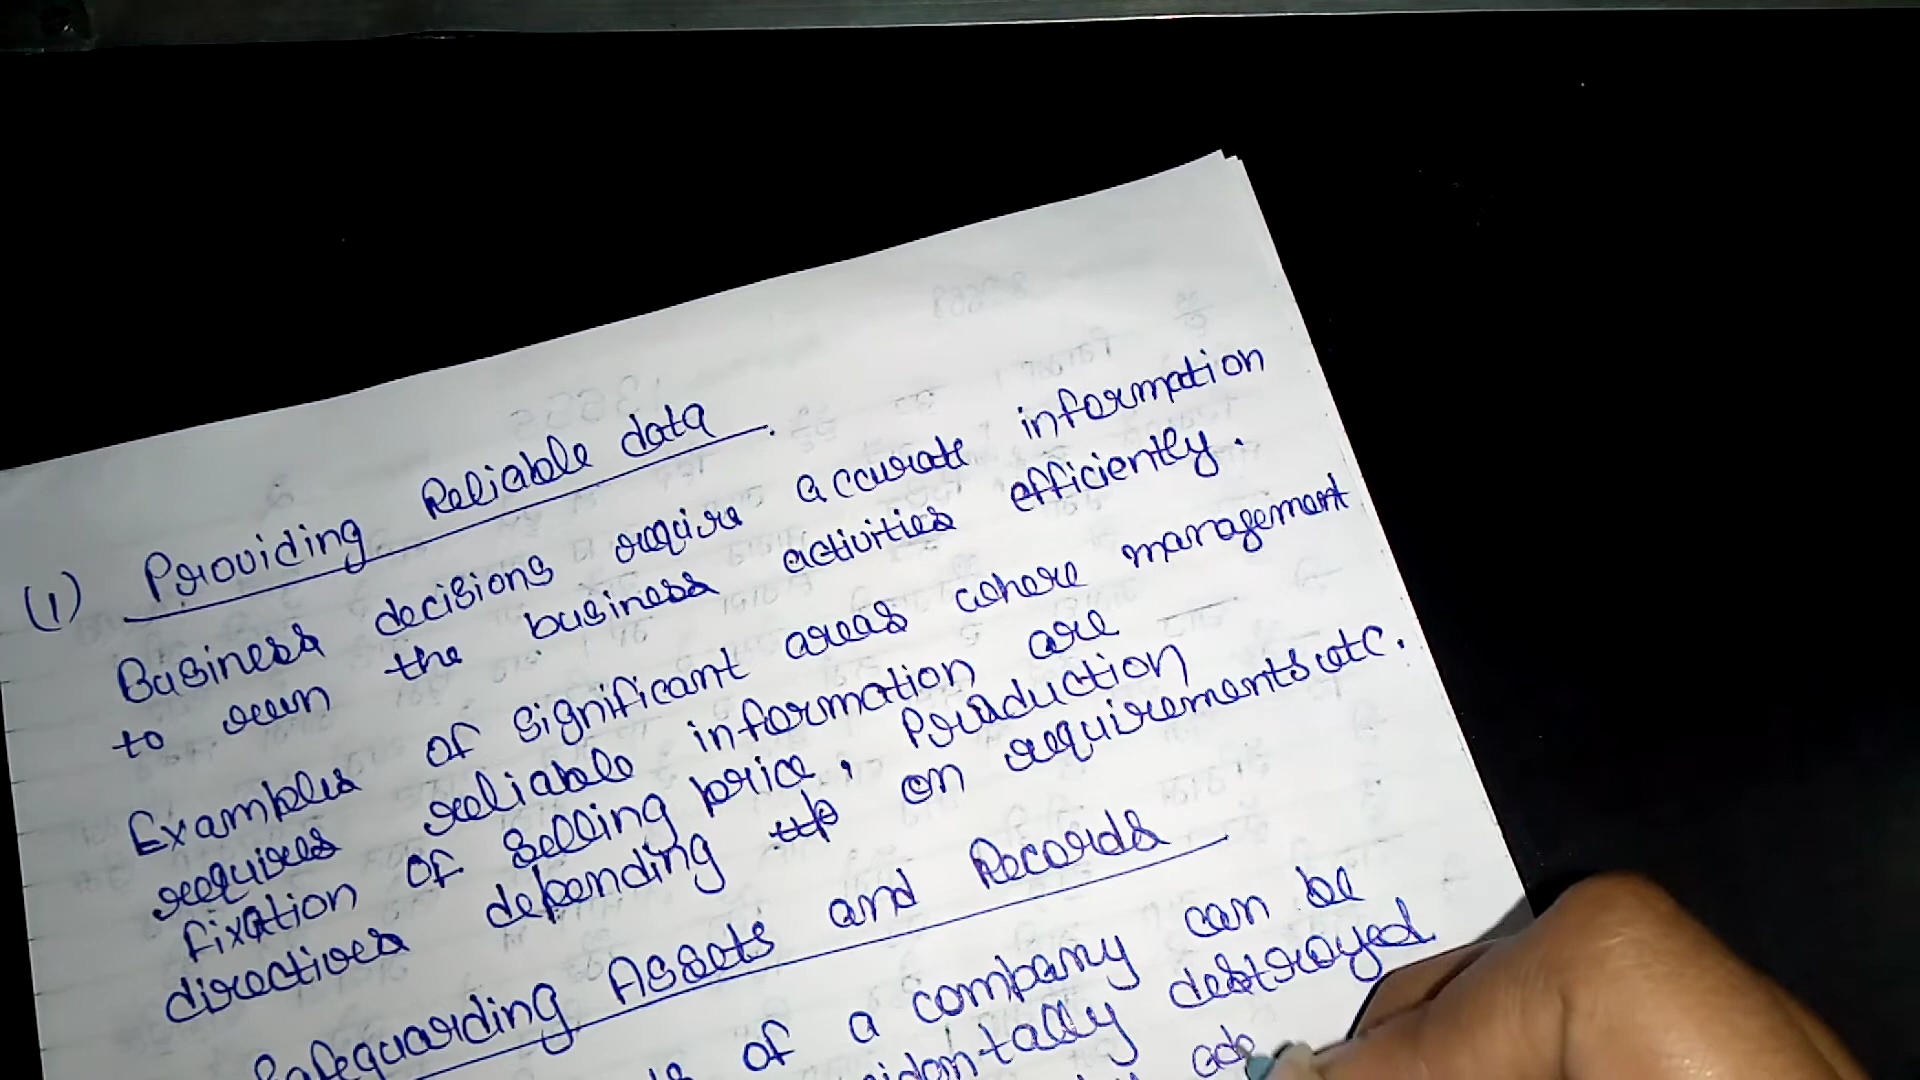 (1) Providing Reliable data.
Business decisions require accurate information
to run the business activities efficiently.
Examples of significant areas where management
requires reliable information are
fixation of selling price, Production
directives depending on requirements etc.
Safeguarding Assets and Records
of a company can be
destroyed